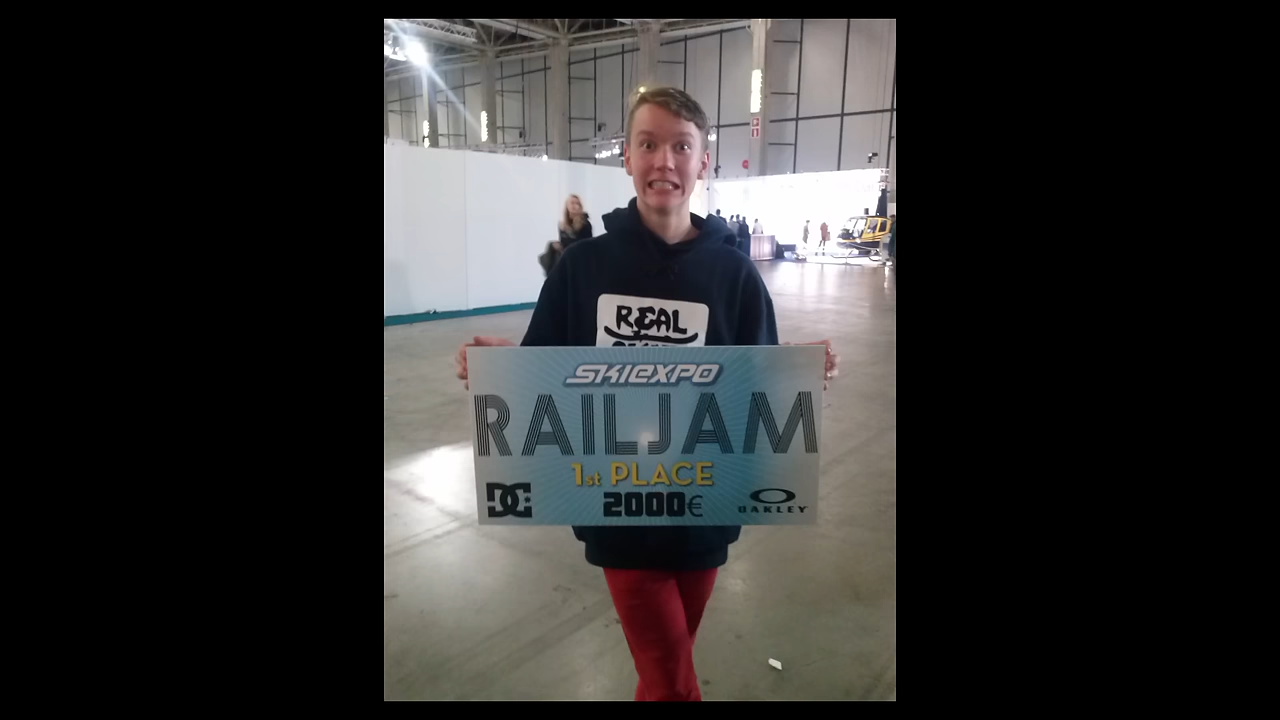 REAL
SKIEXPO
RAILJAM
1st PLACE
DC
2000€
OAKLEY